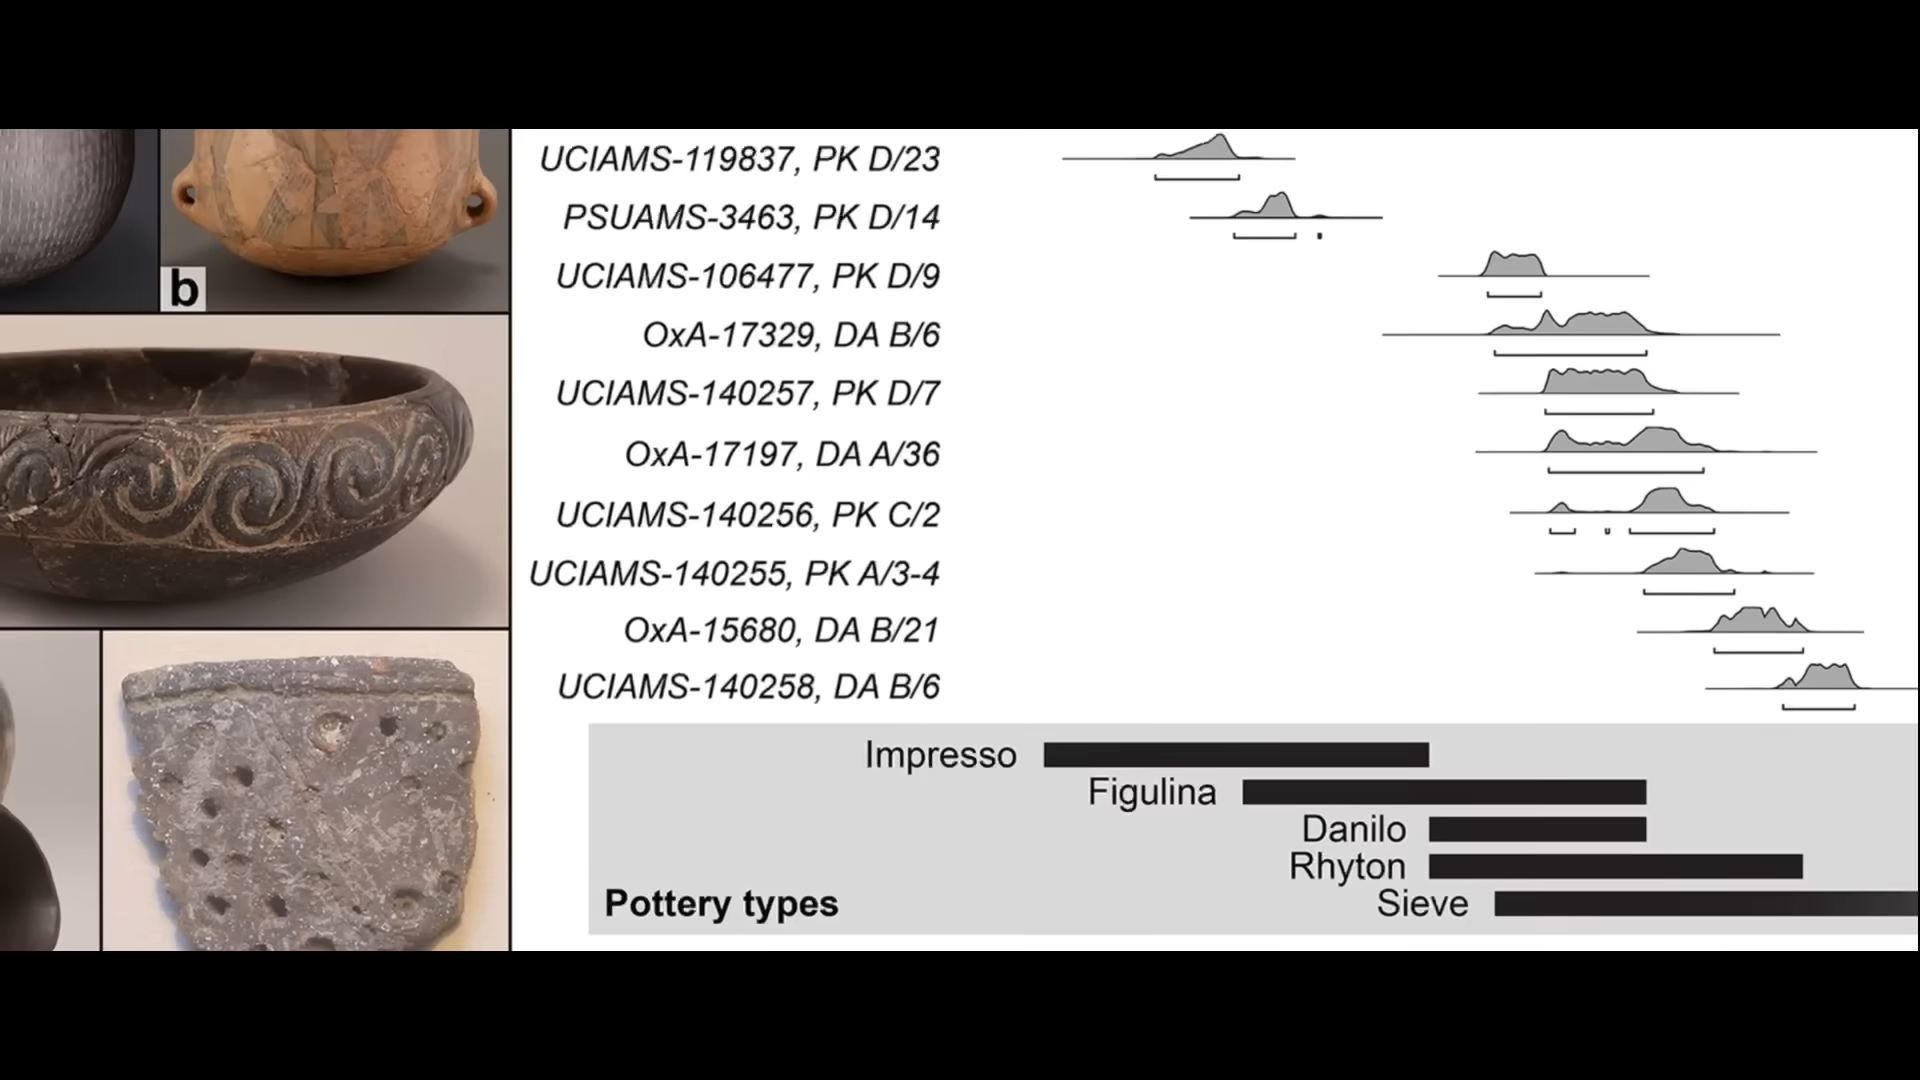 b
UCIAMS-119837, PK D/23
PSUAMS-3463, PK D/14
UCIAMS-106477, PK D/9
OxA-17329, DA B/6
UCIAMS-140257, PK D/7
OxA-17197, DA A/36
UCIAMS-140256, PK C/2
UCIAMS-140255, PK A/3-4
OxA-15680, DA B/21
UCIAMS-140258, DA B/6
Impresso
Figulina
Danilo
Rhyton
Sieve
Pottery types